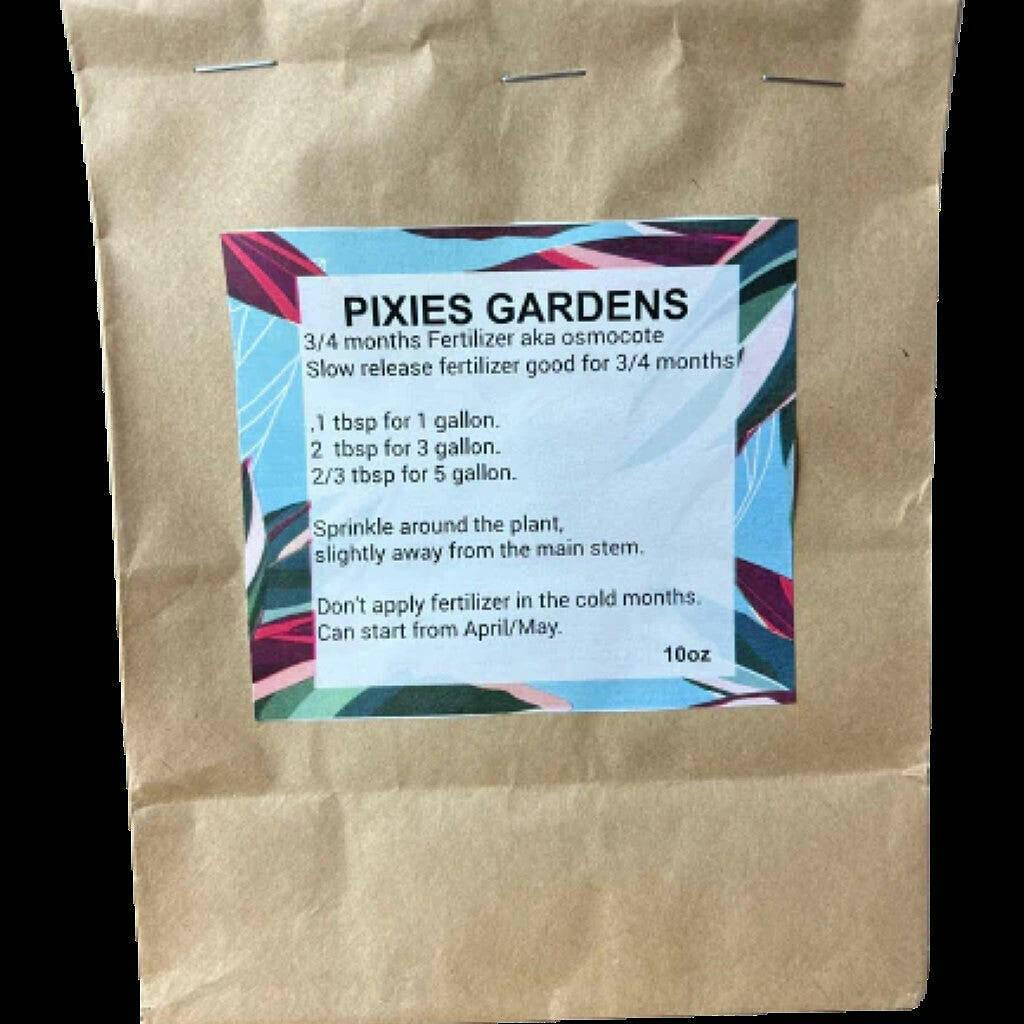 PIXIES GARDENS
3/4 months Fertilizer aka osmocote
Slow release fertilizer good for 3/4 months!
,1 tbsp for 1 gallon.
2 tbsp for 3 gallon.
2/3 tbsp for 5 gallon.
Sprinkle around the plant,
slightly away from the main stem.
Don't apply fertilizer in the cold months.
Can start from April/May.
10oz